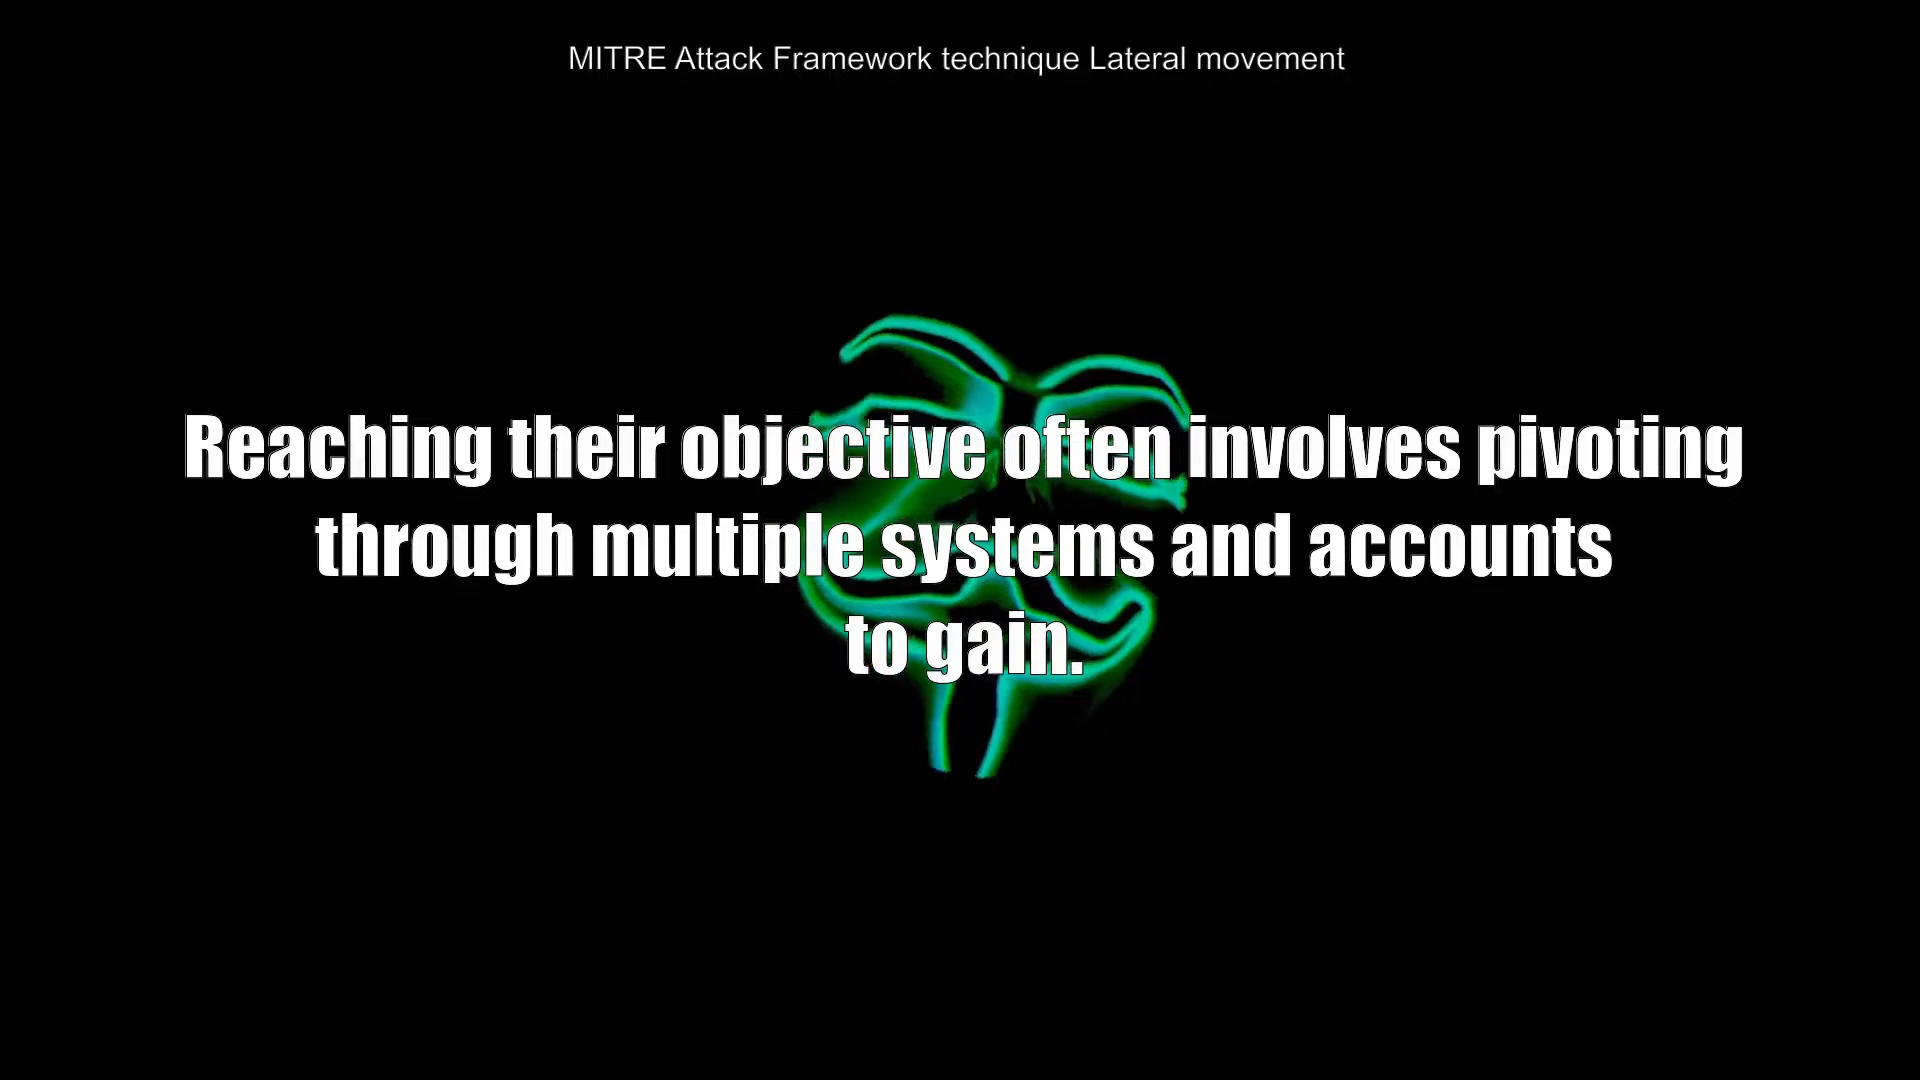 MITRE Attack Framework technique Lateral movement
Reaching their objective often involves pivoting
through multiple systems and accounts
to gain.